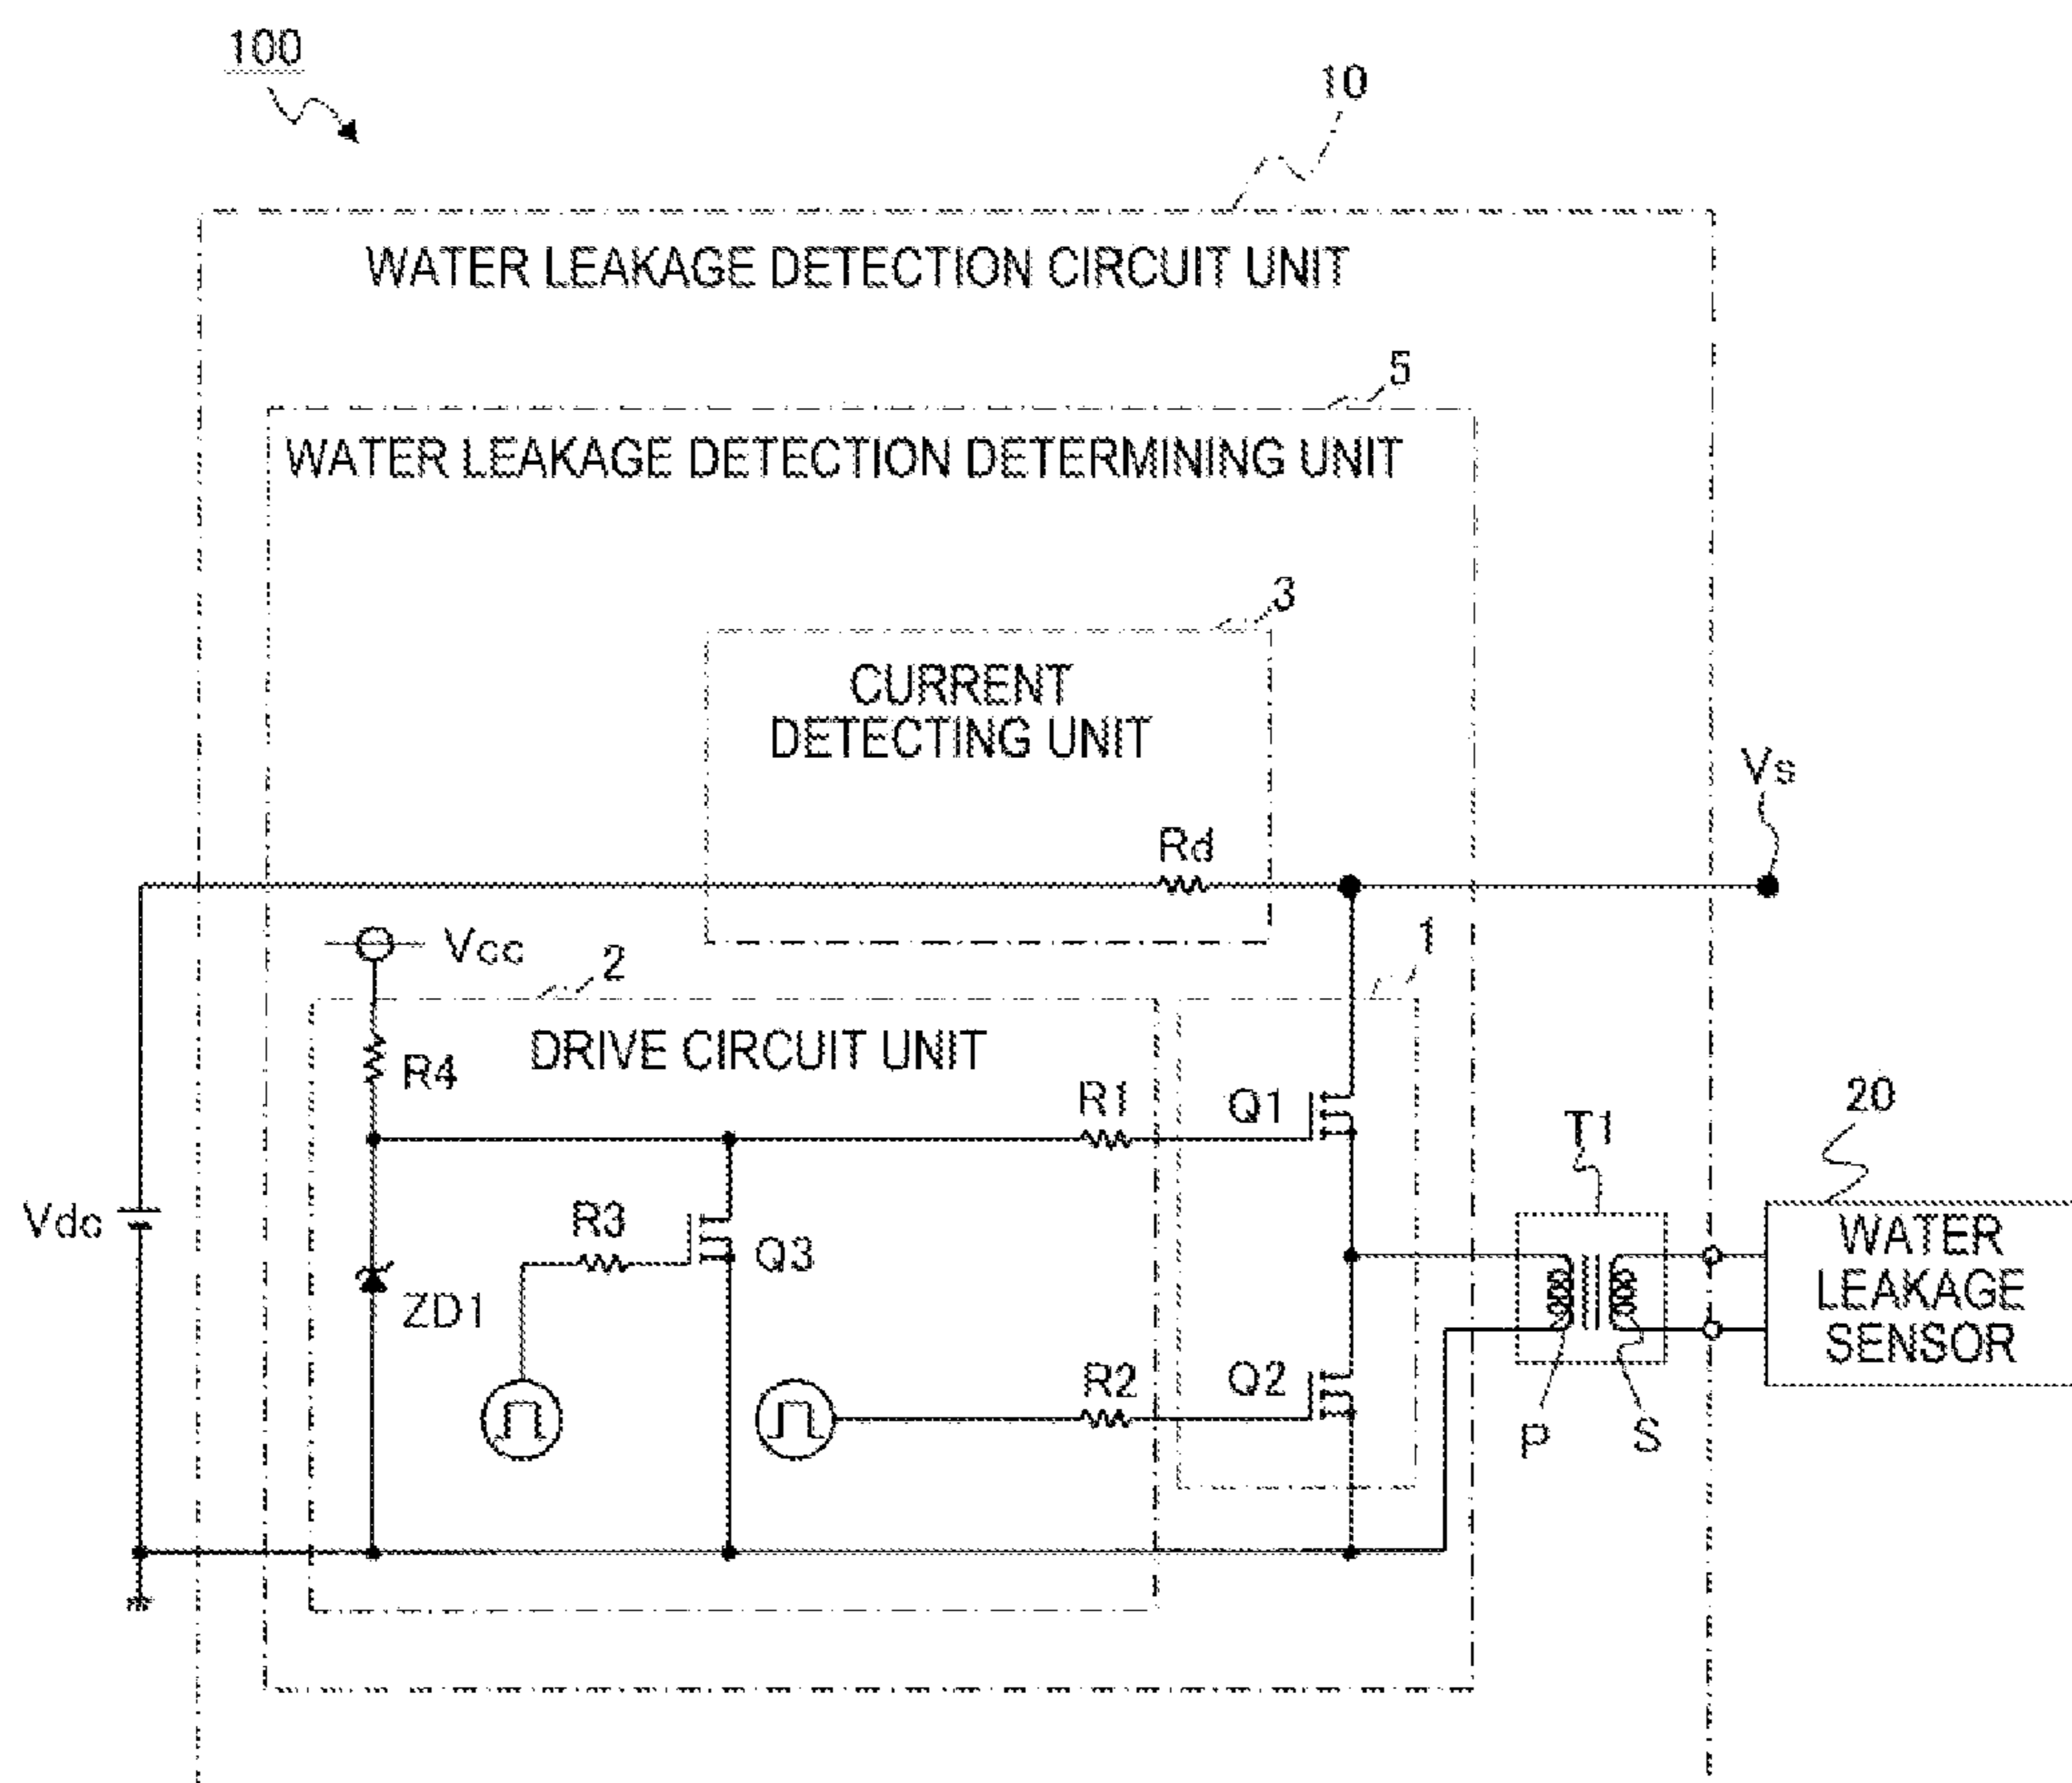 100
10
WATER LEAKAGE DETECTION CIRCUIT UNIT
5
WATER LEAKAGE DETECTION DETERMINING UNIT
3
CURRENT
DETECTING UNIT
Vs
Rd
1
Vcc
2
DRIVE CIRCUIT UNIT
R4
R1
Q1
20
T1
Vdc
R3
Q3
WATER
LEAKAGE
SENSOR
ZD1
R2
Q2
P
S